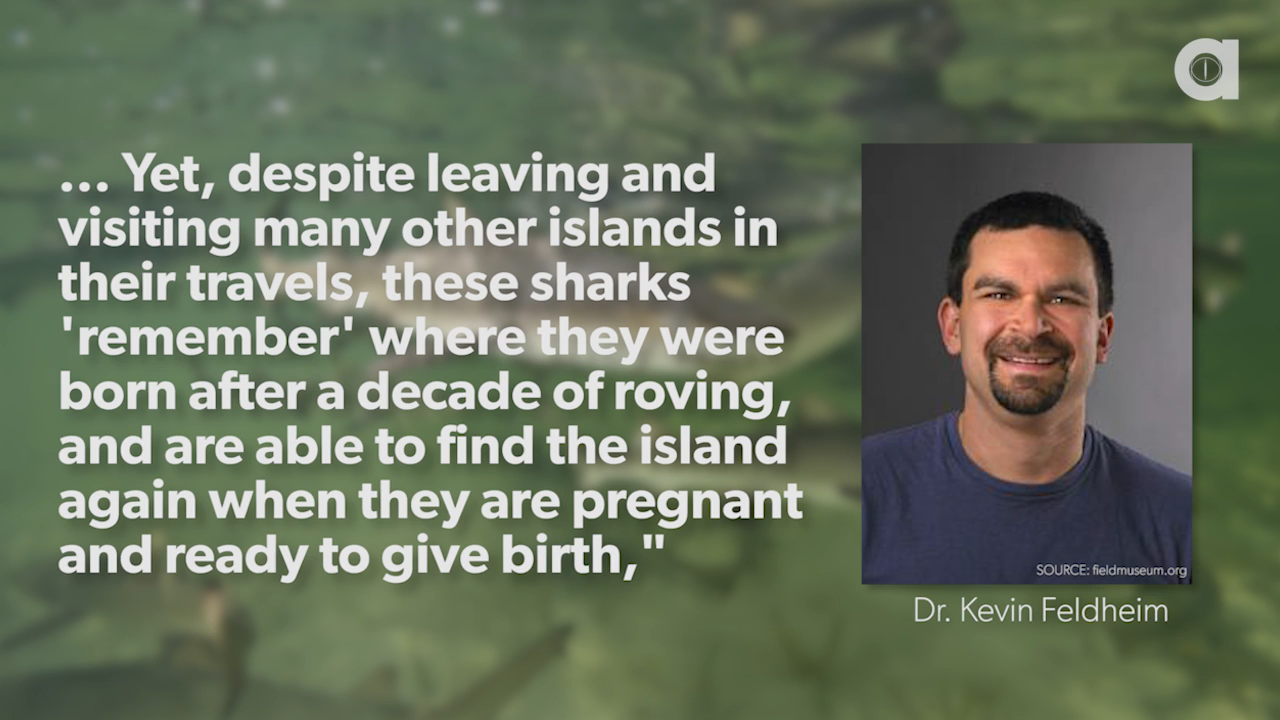 ... Yet, despite leaving and
visiting many other islands in
their travels, these sharks
'remember' where they were
born after a decade of roving,
and are able to find the island
again when they are pregnant
and ready to give birth,"
SOURCE: fieldmuseum.org
Dr. Kevin Feldheim